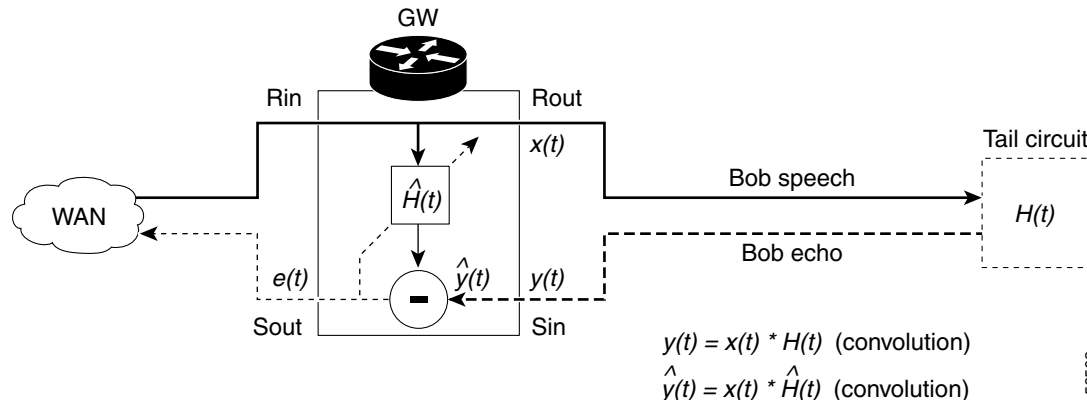 GW
Rin
Rout
x(t)
Tail circuit
Ĥ(t)
Bob speech
WAN
H(t)
Bob echo
e(t)
ŷ(t)
y(t)
Sout
Sin
y(t) = x(t) * H(t) (convolution)
ŷ(t) = x(t) * Ĥ(t) (convolution)